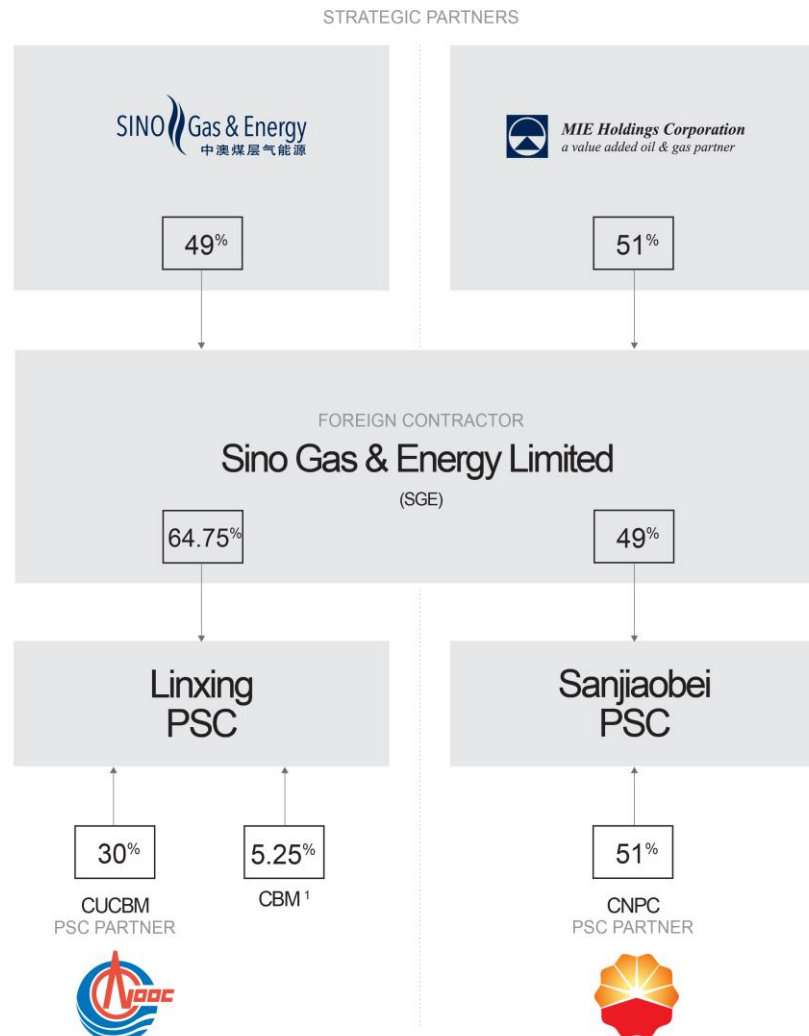 STRATEGIC PARTNERS
SINO Gas & Energy
中澳煤层气能源
MIE Holdings Corporation
a value added oil & gas partner
49%
51%
FOREIGN CONTRACTOR
Sino Gas & Energy Limited
(SGE)
64.75%
49%
Linxing
PSC
Sanjiaobei
PSC
30%
5.25%
51%
CUCBM
PSC PARTNER
CBM ¹
CNPC
PSC PARTNER
CNOOC